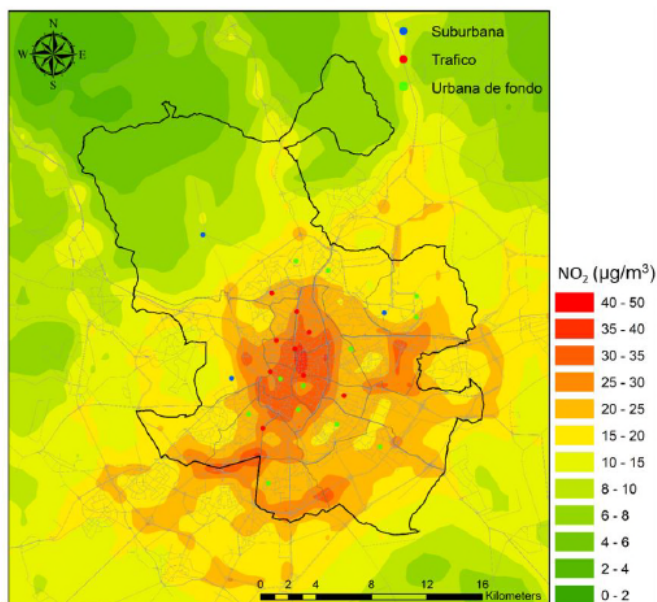 N
W E
S
Suburbana
Trafico
Urbana de fondo
NO₂ (µg/m³)
40 - 50
35 - 40
30 - 35
25 - 30
20 - 25
15 - 20
10 - 15
8 - 10
6 - 8
4 - 6
2 - 4
0 - 2
0 2 4 8 12 16
Kilometers